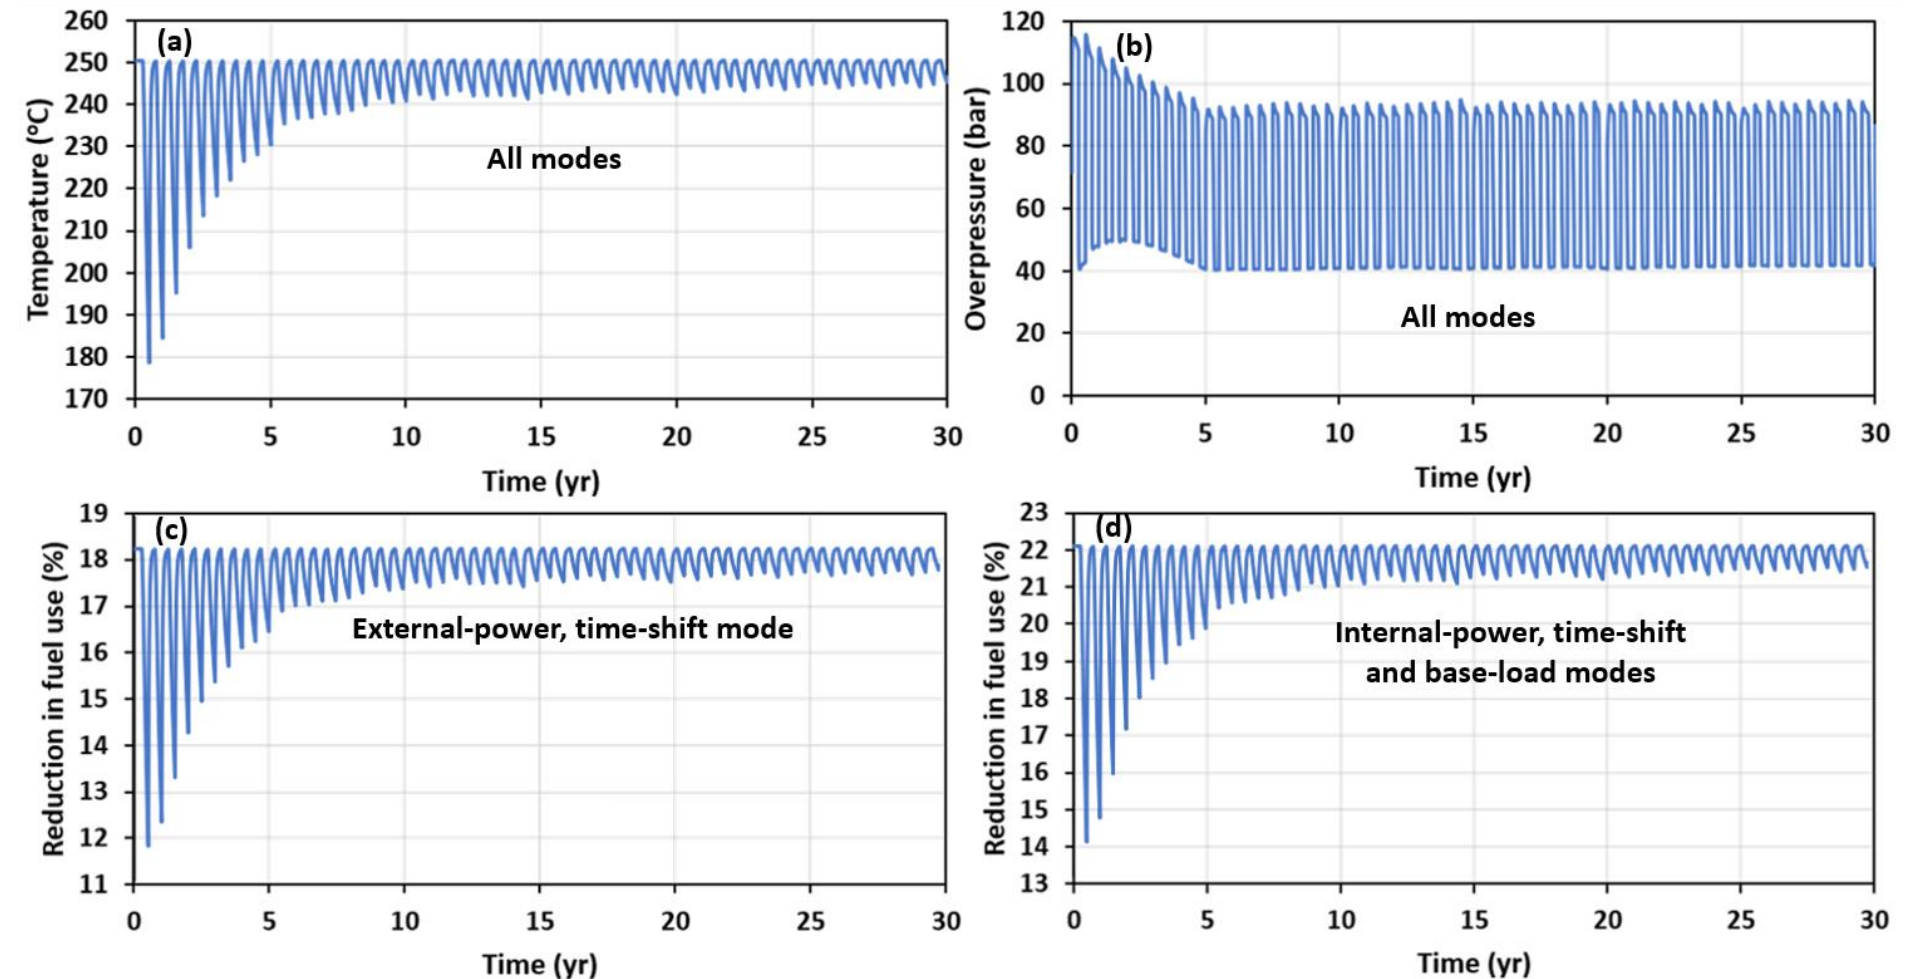 (a)
Temperature (°C)
260
250
240
230
220
210
200
190
180
170
All modes
0 5 10 15 20 25 30
Time (yr)
(b)
Overpressure (bar)
120
100
80
60
40
20
0
All modes
0 5 10 15 20 25 30
Time (yr)
(c)
Reduction in fuel use (%)
19
18
17
16
15
14
13
12
11
External-power, time-shift mode
0 5 10 15 20 25 30
Time (yr)
(d)
Reduction in fuel use (%)
23
22
21
20
19
18
17
16
15
14
13
Internal-power, time-shift
and base-load modes
0 5 10 15 20 25 30
Time (yr)